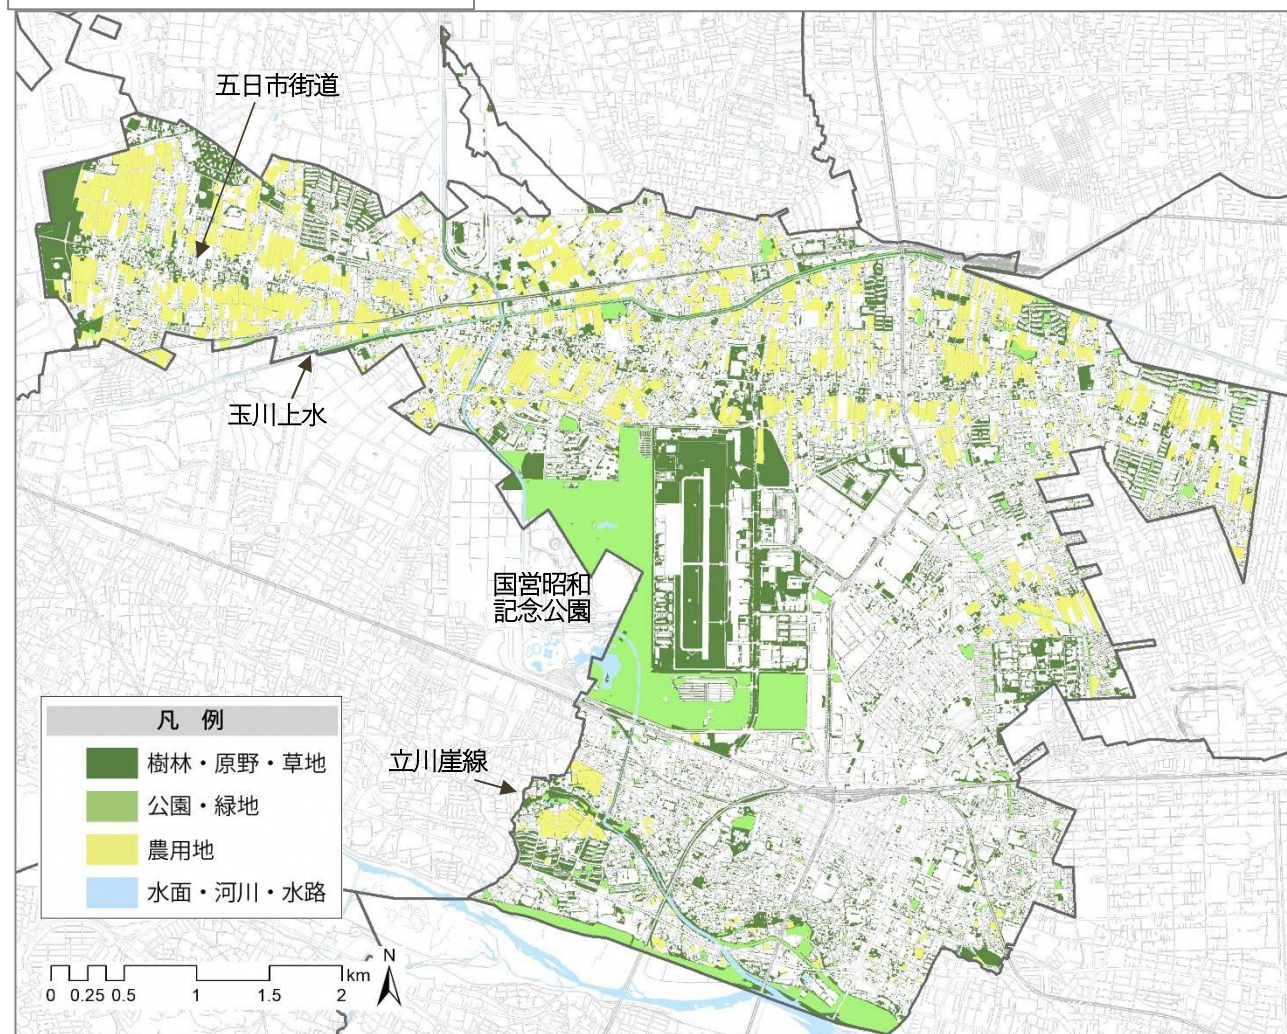 五日市街道
玉川上水
国営昭和
記念公園
立川崖線
凡 例
樹林・原野・草地
公園・緑地
農用地
水面・河川・水路
N
km
0 0.25 0.5 1 1.5 2